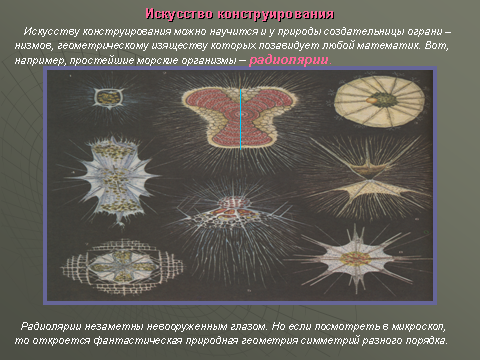 Искусство конструирования
Искусству конструирования можно научится и у природы создательницы ограни –
низмов, геометрическому изяществу которых позавидует любой математик. Вот,
например, простейшие морские организмы – радиолярии.
Радиолярии незаметны невооруженным глазом. Но если посмотреть в микроскоп,
то откроется фантастическая природная геометрия симметрий разного порядка.